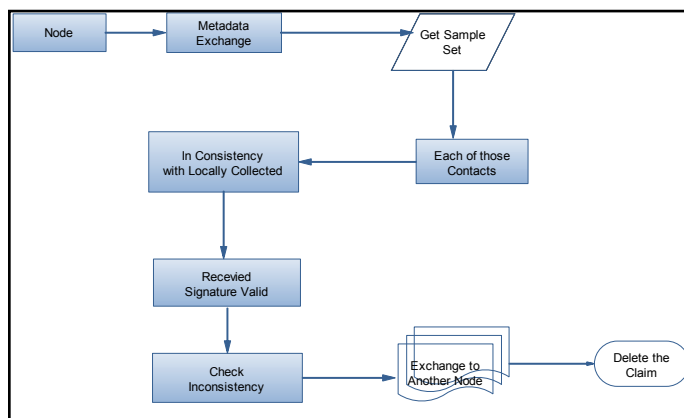 Node
Metadata
Exchange
Get Sample
Set
Each of those
Contacts
In Consistency
with Locally Collected
Recevied
Signature Valid
Check
Inconsistency
Exchange to
Another Node
Delete the
Claim